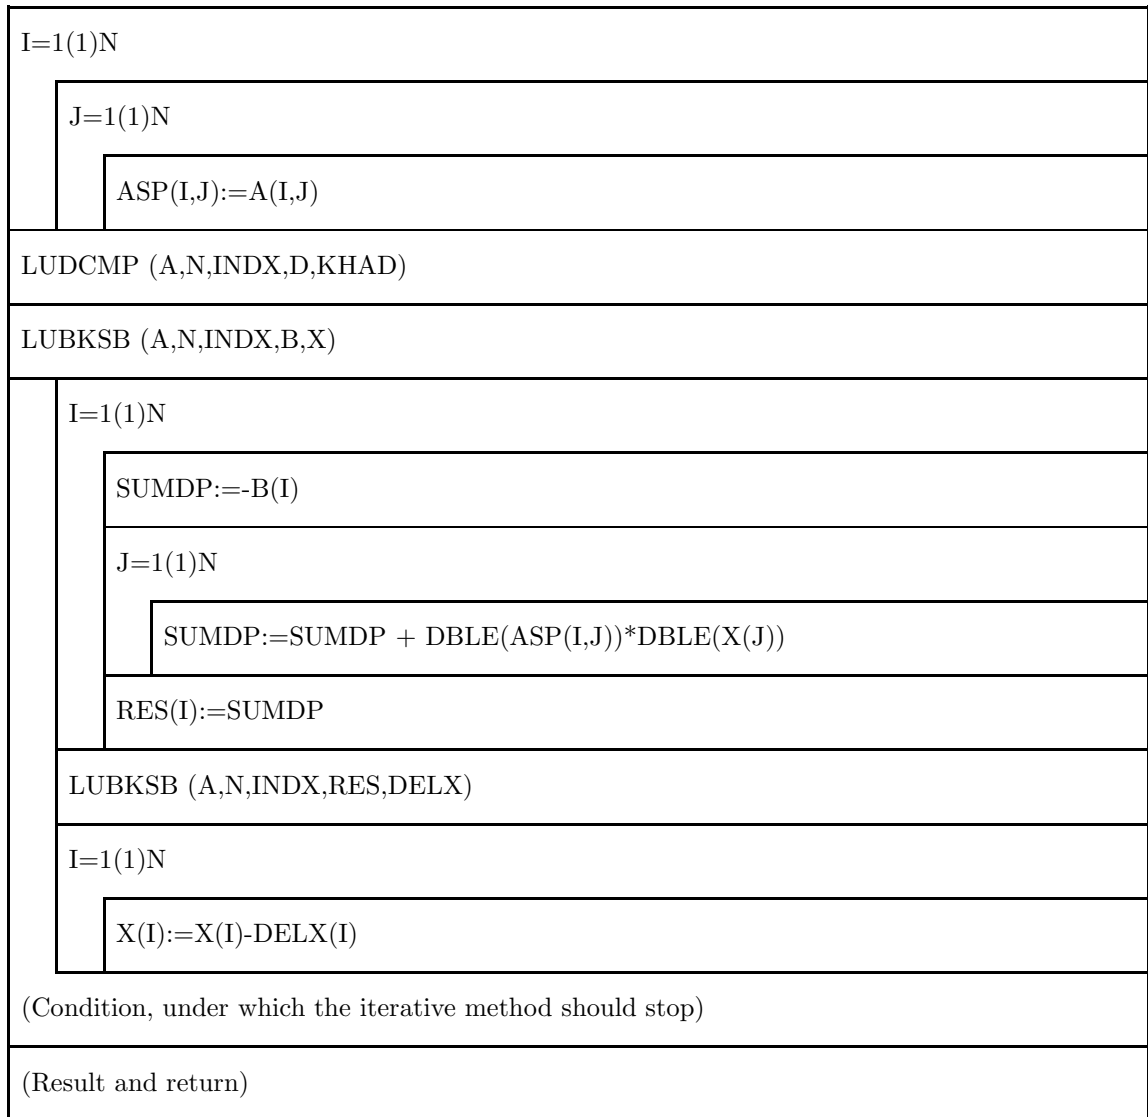 I=1(1)N
J=1(1)N
ASP(I,J):=A(I,J)
LUDCMP (A,N,INDX,D,KHAD)
LUBKSB (A,N,INDX,B,X)
I=1(1)N
SUMDP:=-B(I)
J=1(1)N
SUMDP:=SUMDP + DBLE(ASP(I,J))*DBLE(X(J))
RES(I):=SUMDP
LUBKSB (A,N,INDX,RES,DELX)
I=1(1)N
X(I):=X(I)-DELX(I)
(Condition, under which the iterative method should stop)
(Result and return)